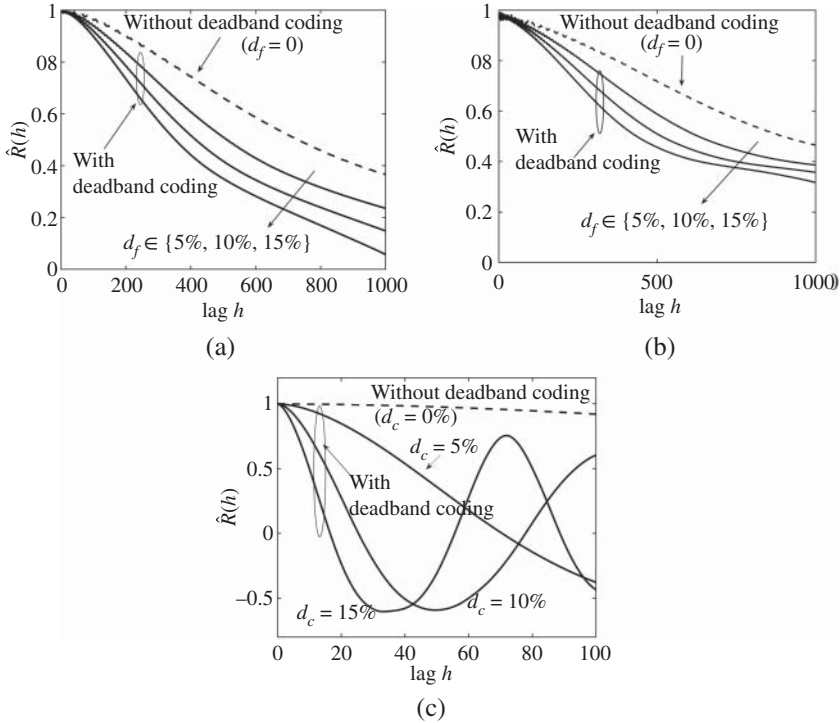 Without deadband coding
(d_f = 0)
With
deadband coding
d_f ∈ {5%, 10%, 15%}
R̂(h)
1
0.8
0.6
0.4
0.2
0
0 200 400 600 800 1000
lag h
(a)
Without deadband coding
(d_f = 0)
With
deadband coding
d_f ∈ {5%, 10%, 15%}
R̂(h)
1
0.8
0.6
0.4
0.2
0
0 500 1000)
lag h
(b)
Without deadband coding
(d_c = 0%)
d_c = 5%
With
deadband coding
d_c = 15%
d_c = 10%
R̂(h)
1
0.5
0
−0.5
0 20 40 60 80 100
lag h
(c)